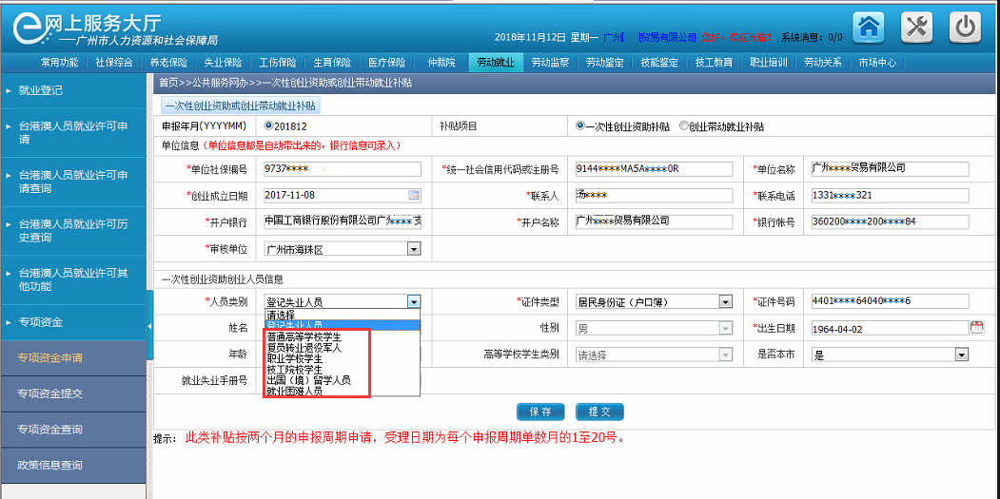 网上服务大厅
——广州市人力资源和社会保障局
2018年11月12日 星期一 广州 贸易有限公司 您好，欢迎光临！ 系统消息：0/0
常用功能 社保综合 养老保险 失业保险 工伤保险 生育保险 医疗保险 仲裁院 劳动就业 劳动监察 劳动鉴定 技能鉴定 技工教育 职业培训 劳动关系 市场中心
首页>>公共服务网办>>一次性创业资助或创业带动就业补贴
就业登记
台港澳人员就业许可申请
台港澳人员就业许可申请查询
台港澳人员就业许可历史查询
台港澳人员就业许可其他功能
专项资金
专项资金申请
专项资金提交
专项资金查询
政策信息查询
一次性创业资助或创业带动就业补贴
申报年月(YYYYMM) 201812 补贴项目 一次性创业资助补贴 创业带动就业补贴
单位信息（单位信息都是自动带出来的，银行信息可录入）
*单位社保编号 9737**** *统一社会信用代码或注册号 9144****MA5A****0R *单位名称 广州****贸易有限公司
*创业成立日期 2017-11-08 *联系人 汤**** *联系电话 1331****321
*开户银行 中国工商银行股份有限公司广州****支 *开户名称 广州****贸易有限公司 *银行帐号 360200****200****84
*审核单位 广州市海珠区
一次性创业资助创业人员信息
*人员类别 登记失业人员 *证件类型 居民身份证（户口簿） *证件号码 4401****64040****6
请选择
登记失业人员
普通高等学校学生
复员转业退役军人
职业学校学生
技工院校学生
出国（境）留学人员
就业困难人员
姓名 性别 男 *出生日期 1964-04-02
年龄 高等学校学生类别 请选择 是否本市 是
就业失业手册号
保存 提交
提示： 此类补贴按两个月的申报周期申请，受理日期为每个申报周期单数月的1至20号。